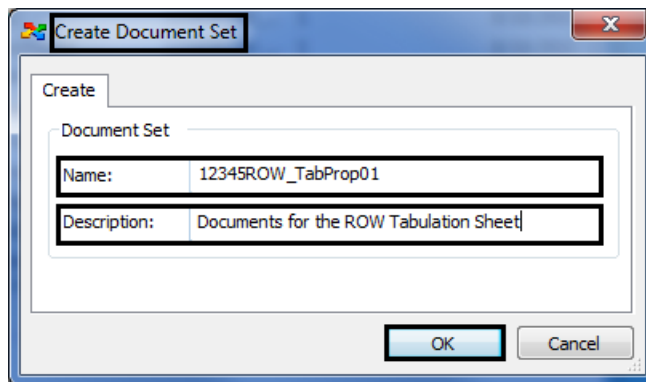 Create Document Set
X
Create
Document Set
Name: 12345ROW_TabProp01
Description: Documents for the ROW Tabulation Sheet
OK Cancel